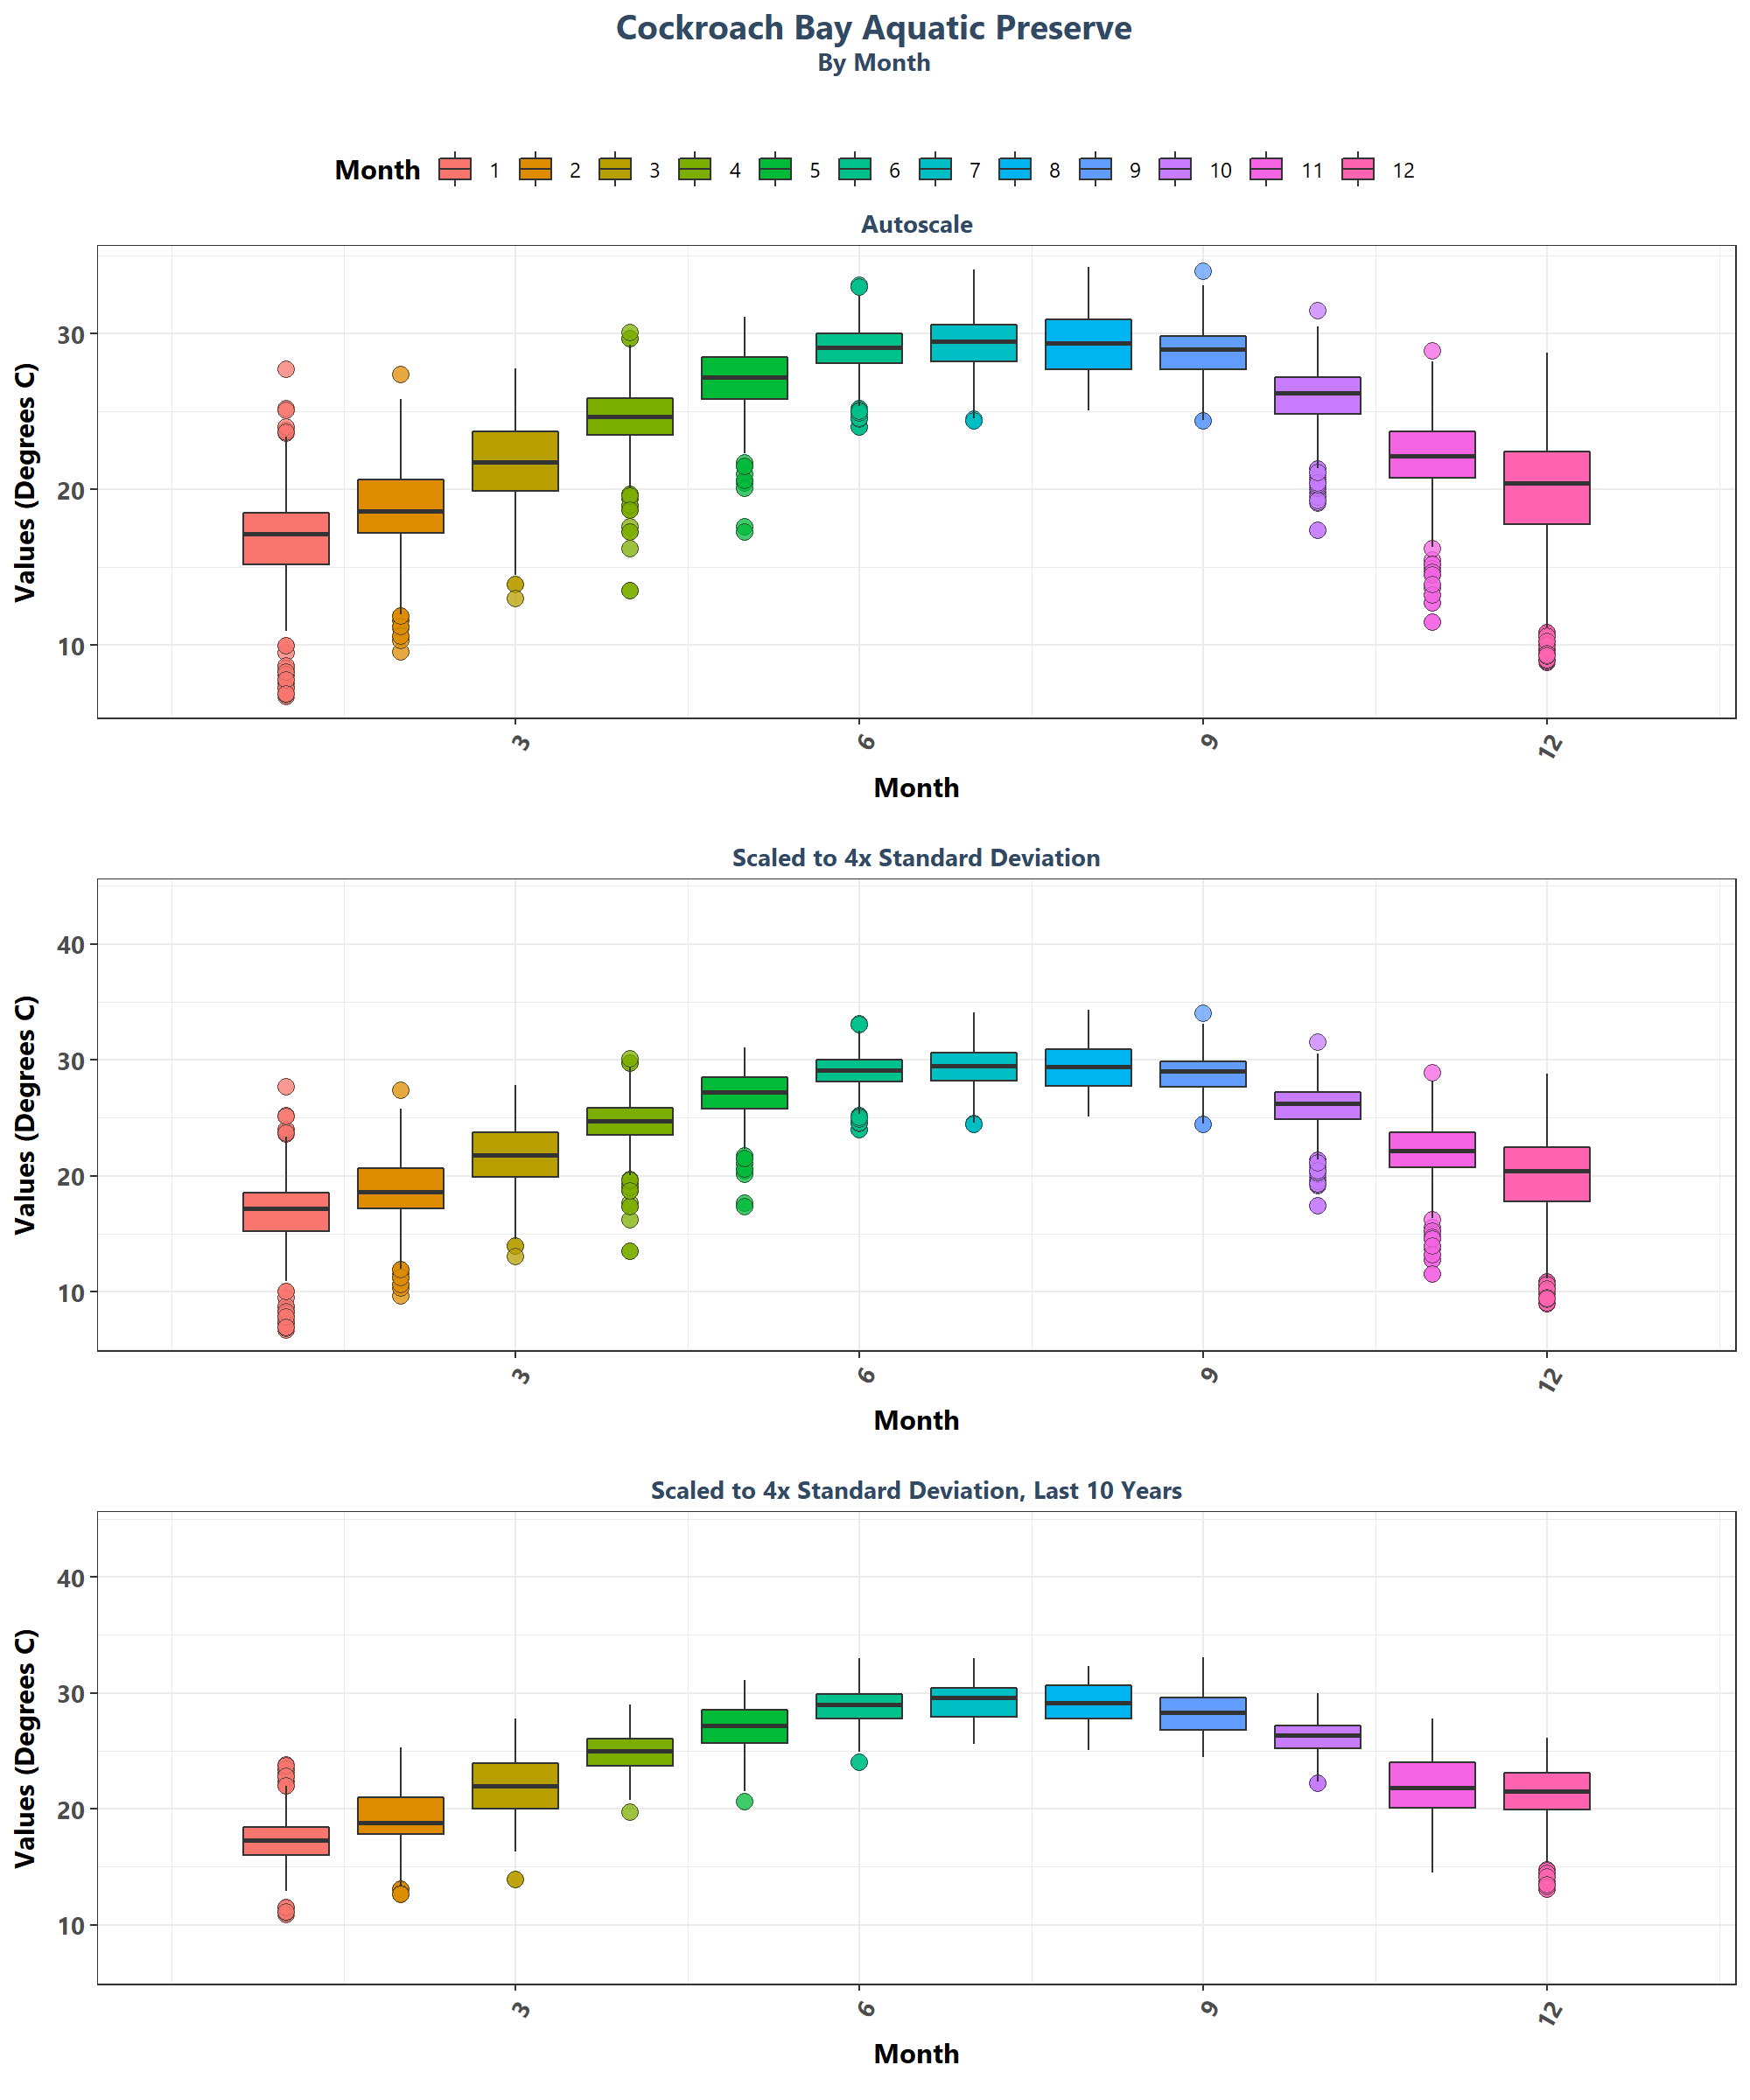 Cockroach Bay Aquatic Preserve
By Month
Month 1 2 3 4 5 6 7 8 9 10 11 12
Autoscale
Values (Degrees C)
30
20
10
3 6 9 12
Month
Scaled to 4x Standard Deviation
Values (Degrees C)
40
30
20
10
3 6 9 12
Month
Scaled to 4x Standard Deviation, Last 10 Years
Values (Degrees C)
40
30
20
10
3 6 9 12
Month